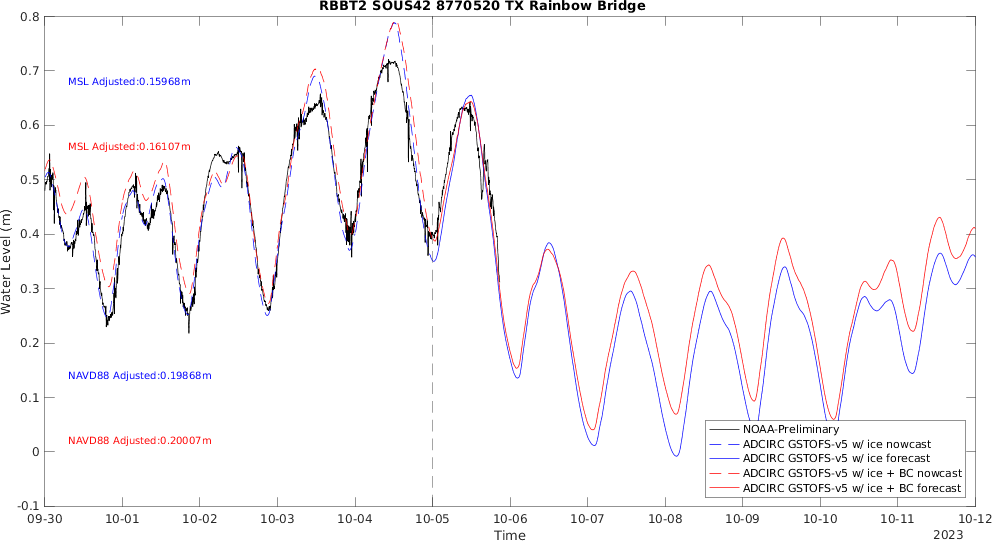 RBBT2 SOUS42 8770520 TX Rainbow Bridge
0.8
0.7
0.6
0.5
0.4
0.3
0.2
0.1
0
-0.1
Water Level (m)
MSL Adjusted:0.15968m
MSL Adjusted:0.16107m
NAVD88 Adjusted:0.19868m
NAVD88 Adjusted:0.20007m
NOAA-Preliminary
ADCIRC GSTOFS-v5 w/ ice nowcast
ADCIRC GSTOFS-v5 w/ ice forecast
ADCIRC GSTOFS-v5 w/ ice + BC nowcast
ADCIRC GSTOFS-v5 w/ ice + BC forecast
09-30 10-01 10-02 10-03 10-04 10-05 10-06 10-07 10-08 10-09 10-10 10-11 10-12
Time
2023